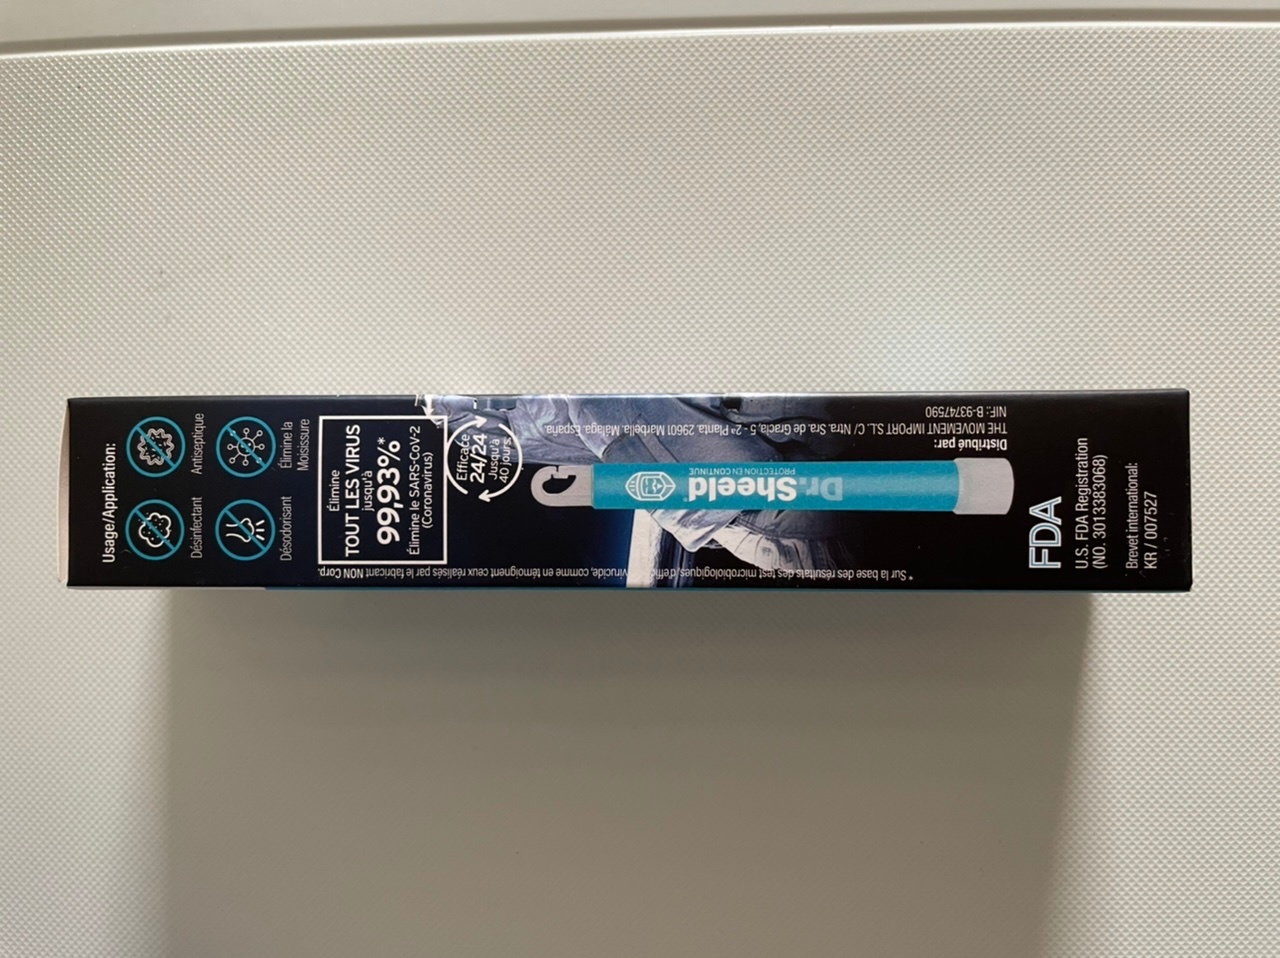 Usage/Application:
Désinfectant
Antiseptique
Désodorisant
Élimine la
Moisissure
Élimine
TOUT LES VIRUS
jusqu'à
99,93%*
Élimine le SARS-CoV-2
(Coronavirus)
Efficace
24/24
Jusqu'à
40 jours.
Dr.Sheeld
PROTECTION EN CONTINUE
Distribué par:
THE MOVEMENT IMPORT S.L. C/ Ntra. Sra. de Gracia, 5 - 2ª Planta, 29601 Marbella. Málaga. España.
NIF: B-93747590
* Sur la base des résultats des test microbiologiques, d'effic virucide, comme en témoignent ceux réalisés par le fabricant NON Corp.
FDA
U.S. FDA Registration
(NO. 3013383068)
Brevet international:
KR / 007527